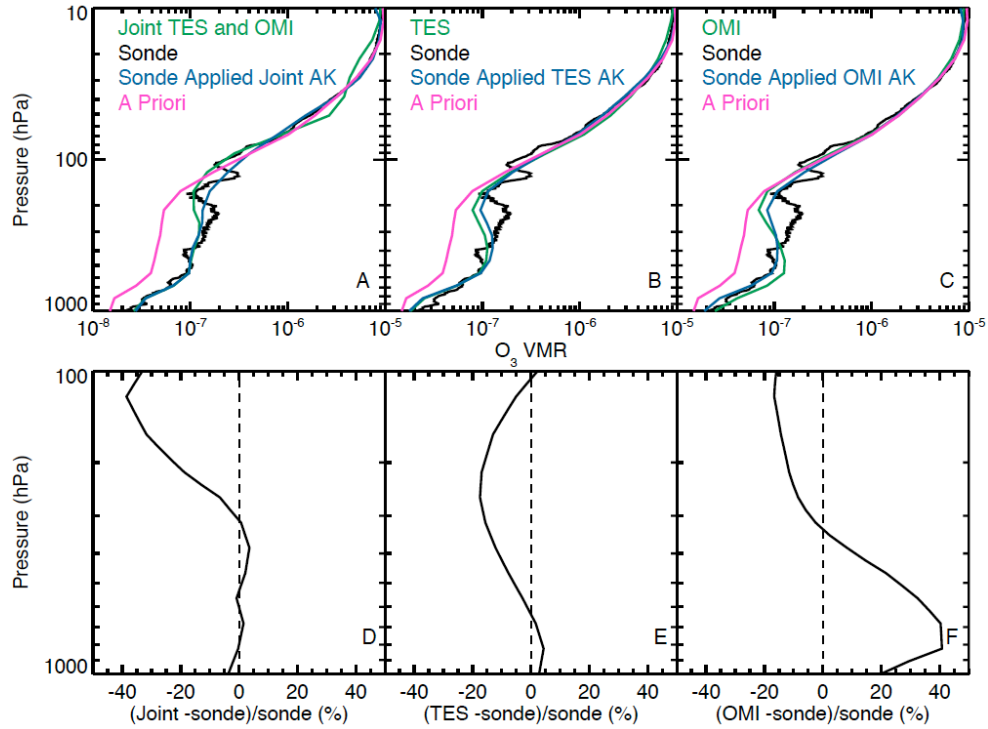 10
Joint TES and OMI
Sonde
Sonde Applied Joint AK
A Priori
TES
Sonde
Sonde Applied TES AK
A Priori
OMI
Sonde
Sonde Applied OMI AK
A Priori
Pressure (hPa)
100
1000
A
B
C
10^-8
10^-7
10^-6
10^-5
10^-7
10^-6
10^-5
10^-7
10^-6
10^-5
O3 VMR
100
Pressure (hPa)
1000
D
E
F
-40
-20
0
20
40
-40
-20
0
20
40
-40
-20
0
20
40
(Joint -sonde)/sonde (%)
(TES -sonde)/sonde (%)
(OMI -sonde)/sonde (%)